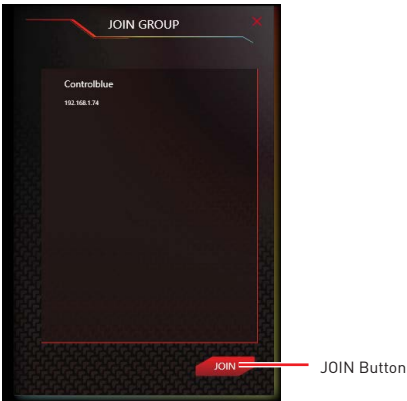 JOIN GROUP
Controlblue
192.168.1.74
JOIN
JOIN Button